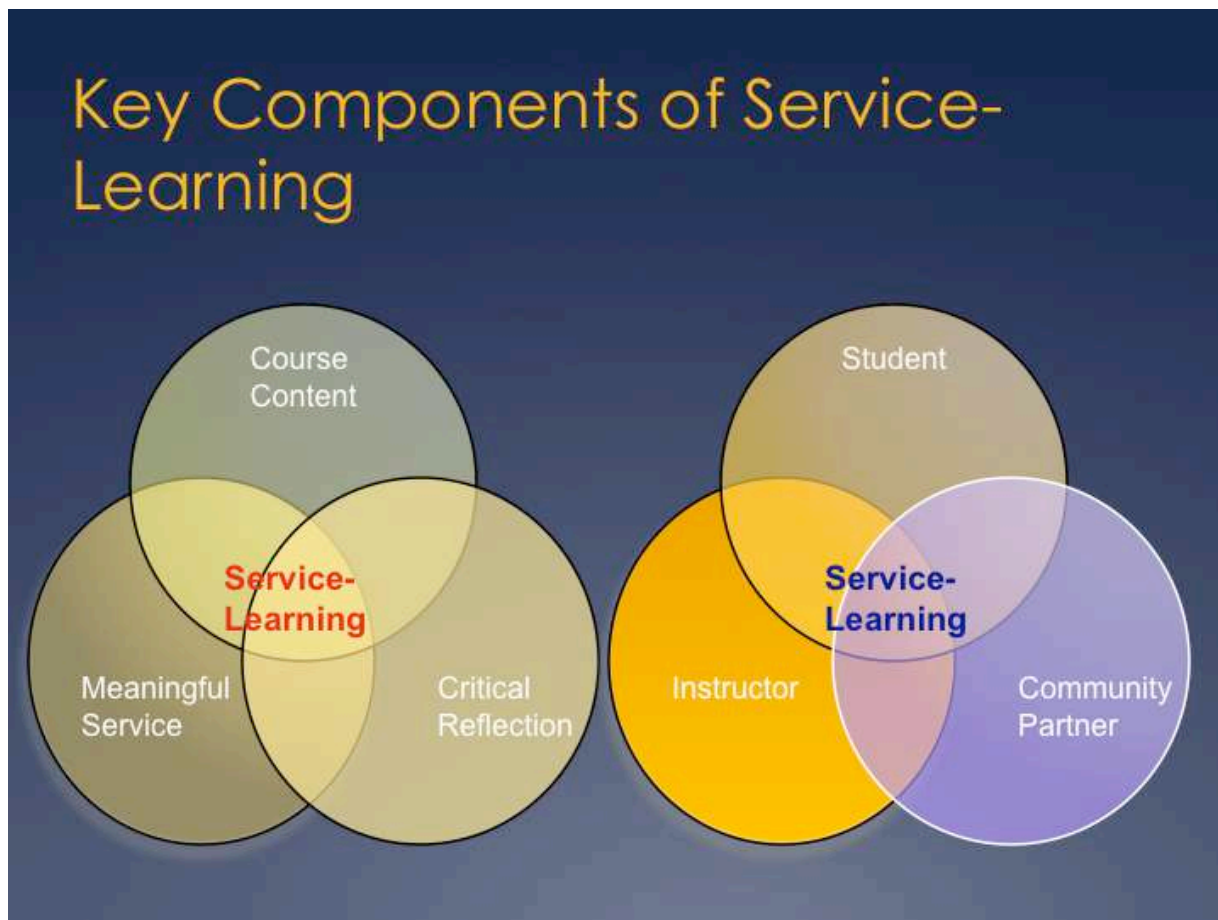 Key Components of Service-
Learning
Course
Content
Service-
Learning
Meaningful
Service
Critical
Reflection
Student
Service-
Learning
Instructor
Community
Partner